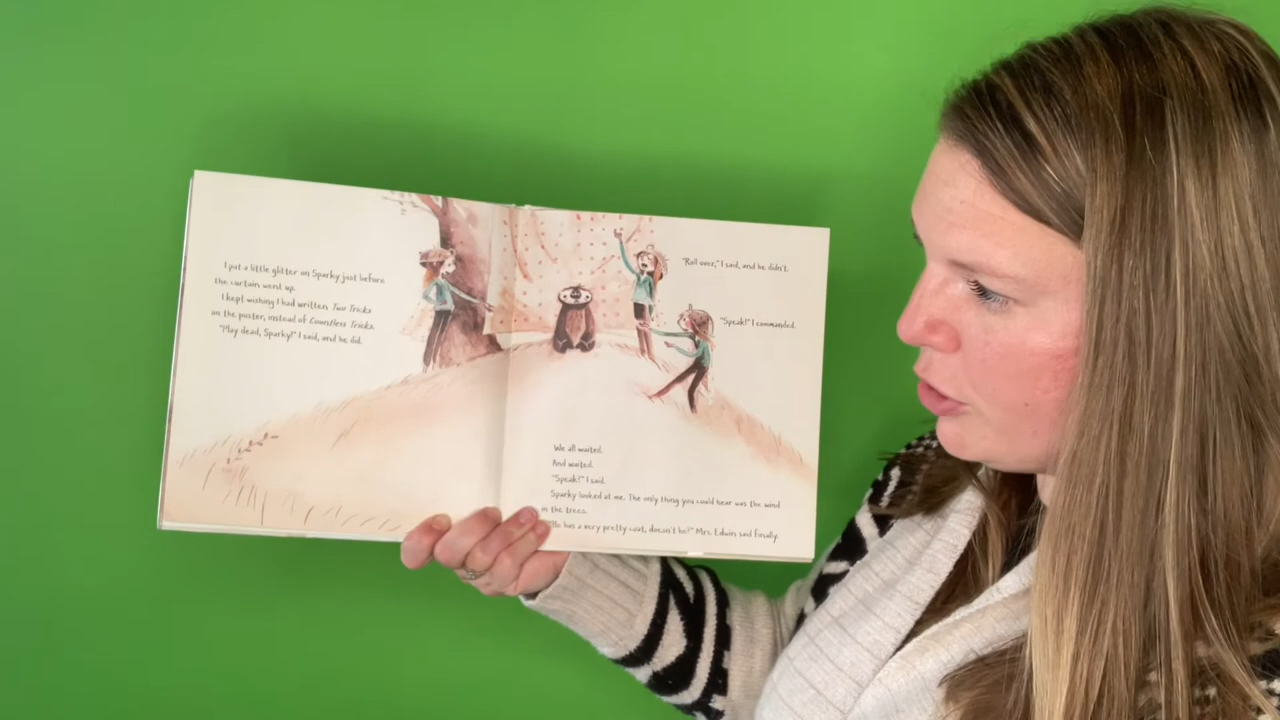 I put a little glitter on Sparky just before
the curtain went up.
I kept wishing I had written Two Tricks
on the poster, instead of Countless Tricks.
"Play dead, Sparky!" I said, and he did.
"Roll over," I said, and he didn't.
"Speak!" I commanded.
We all waited.
And waited.
"Speak!" I said.
Sparky looked at me. The only thing you could hear was the wind
in the trees.
"He has a very pretty coat, doesn't he?" Mrs. Edwin said finally.